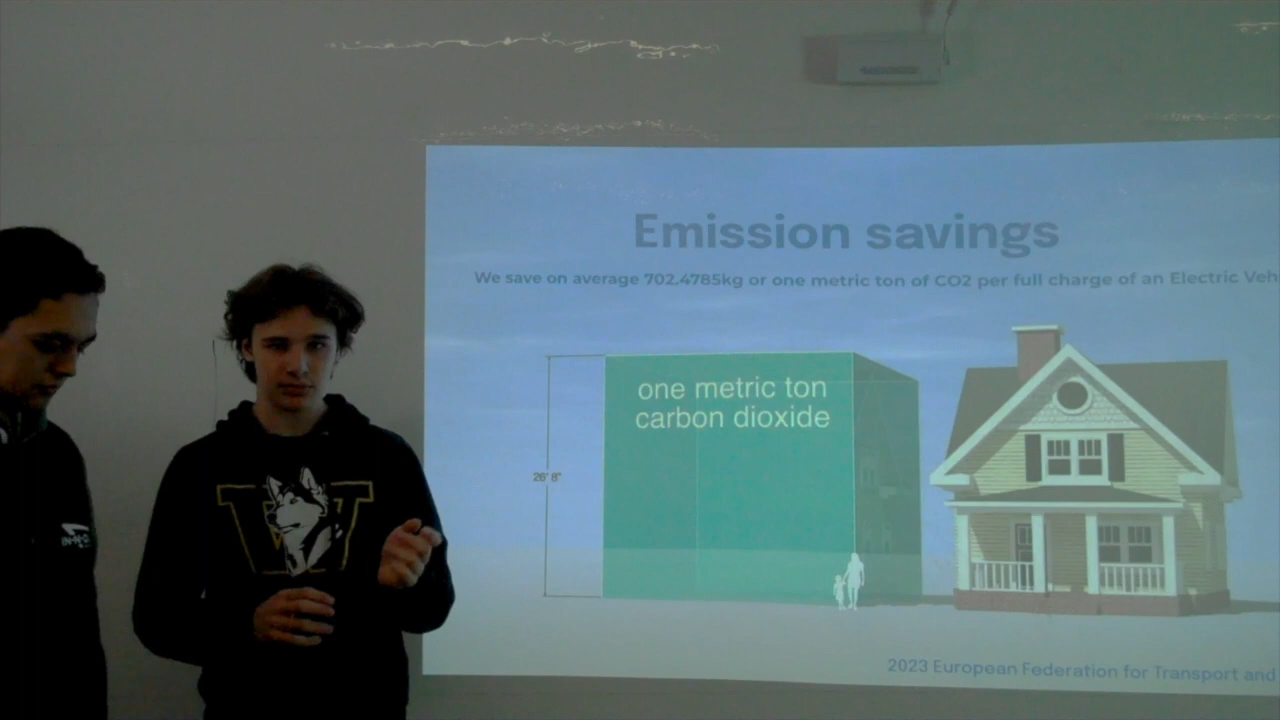 Emission savings
We save on average 702.4785kg or one metric ton of CO2 per full charge of an Electric Veh
one metric ton
carbon dioxide
26' 8"
W
2023 European Federation for Transport and